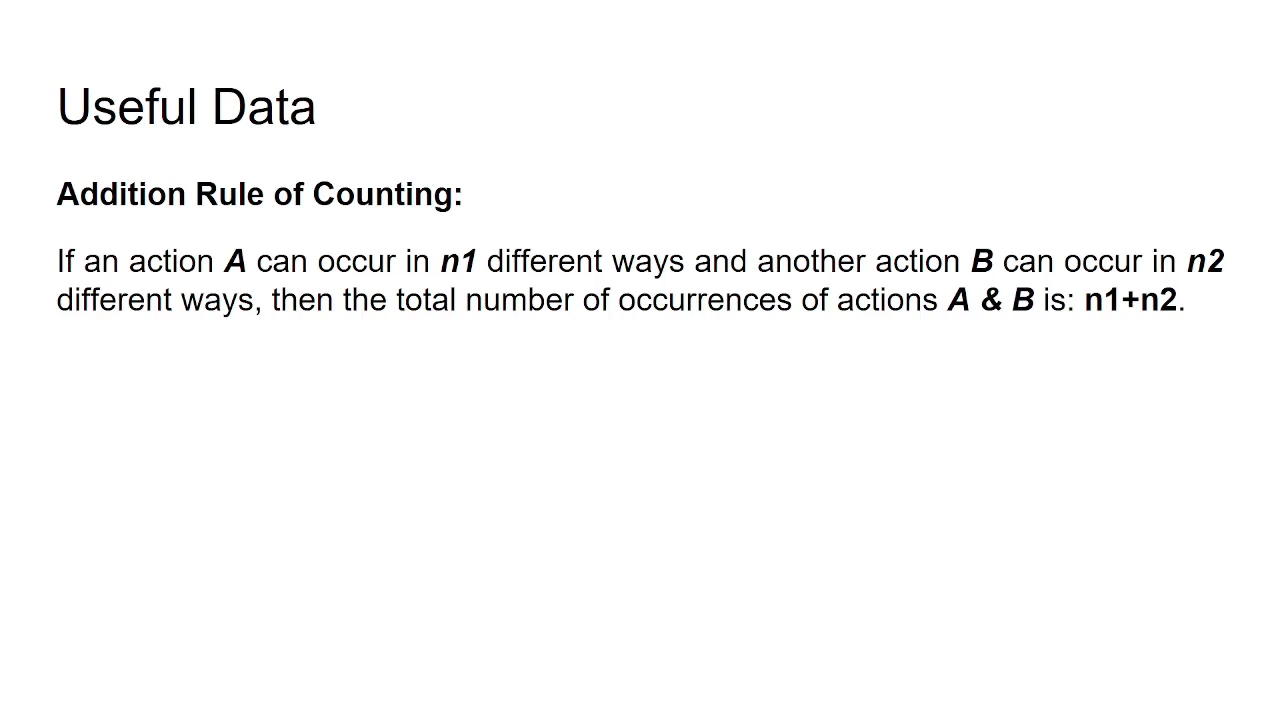 Useful Data
Addition Rule of Counting:
If an action A can occur in n1 different ways and another action B can occur in n2
different ways, then the total number of occurrences of actions A & B is: n1+n2.